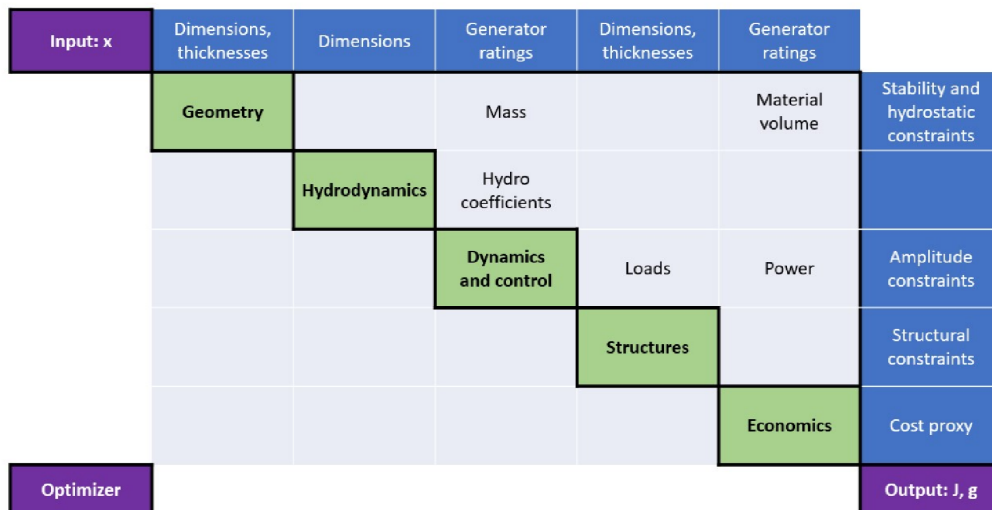 Input: x
Dimensions,
thicknesses
Dimensions
Generator
ratings
Dimensions,
thicknesses
Generator
ratings
Geometry
Mass
Material
volume
Stability and
hydrostatic
constraints
Hydrodynamics
Hydro
coefficients
Dynamics
and control
Loads
Power
Amplitude
constraints
Structures
Structural
constraints
Economics
Cost proxy
Optimizer
Output: J, g